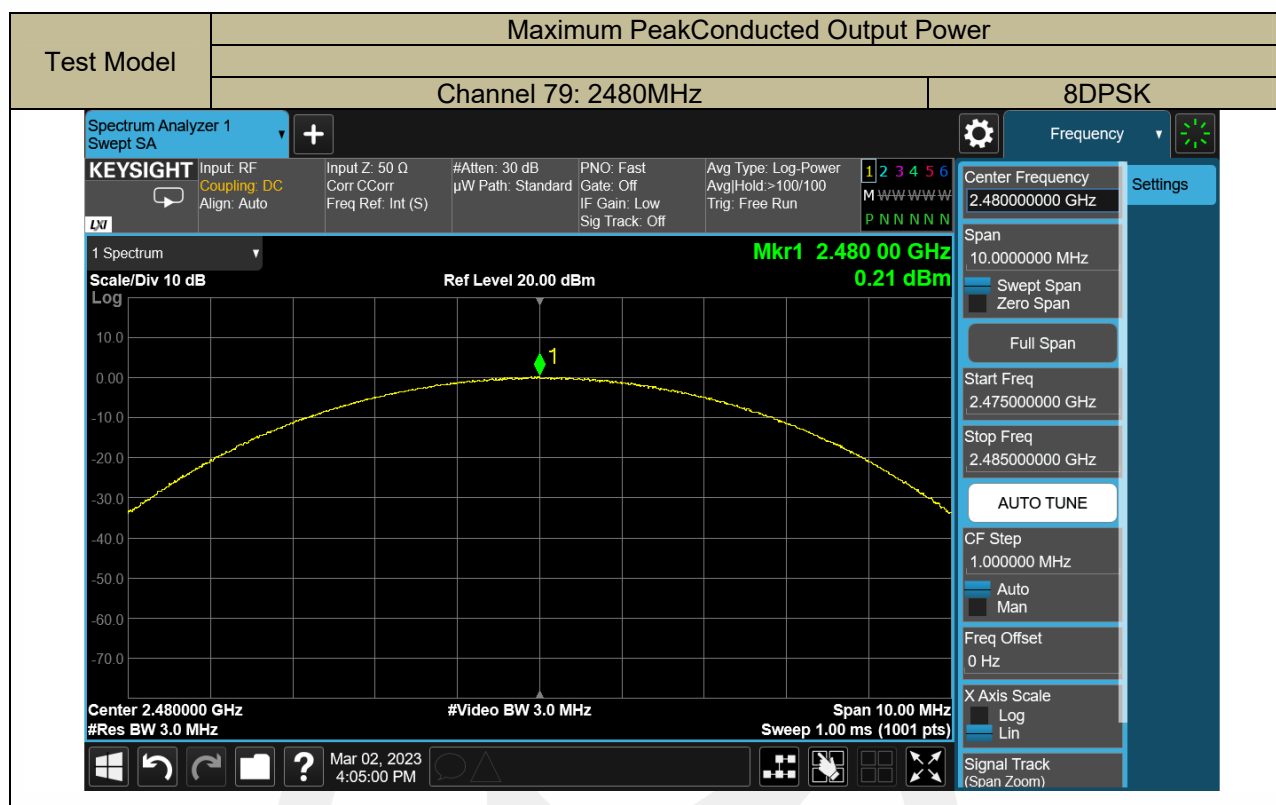 Test Model
Maximum PeakConducted Output Power
Channel 79: 2480MHz
8DPSK
Spectrum Analyzer 1
Swept SA
Frequency
KEYSIGHT
Input: RF
Coupling: DC
Align: Auto
Input Z: 50 Ω
Corr CCorr
Freq Ref: Int (S)
#Atten: 30 dB
µW Path: Standard
PNO: Fast
Gate: Off
IF Gain: Low
Sig Track: Off
Avg Type: Log-Power
Avg|Hold:>100/100
Trig: Free Run
1 2 3 4 5 6
M W W W W W
P N N N N N
LXI
1 Spectrum
Mkr1 2.480 00 GHz
Scale/Div 10 dB
Ref Level 20.00 dBm
0.21 dBm
Log
10.0
0.00
-10.0
-20.0
-30.0
-40.0
-50.0
-60.0
-70.0
1
Center 2.480000 GHz
#Video BW 3.0 MHz
Span 10.00 MHz
#Res BW 3.0 MHz
Sweep 1.00 ms (1001 pts)
Mar 02, 2023
4:05:00 PM
Center Frequency
2.480000000 GHz
Settings
Span
10.0000000 MHz
Swept Span
Zero Span
Full Span
Start Freq
2.475000000 GHz
Stop Freq
2.485000000 GHz
AUTO TUNE
CF Step
1.000000 MHz
Auto
Man
Freq Offset
0 Hz
X Axis Scale
Log
Lin
Signal Track
(Span Zoom)